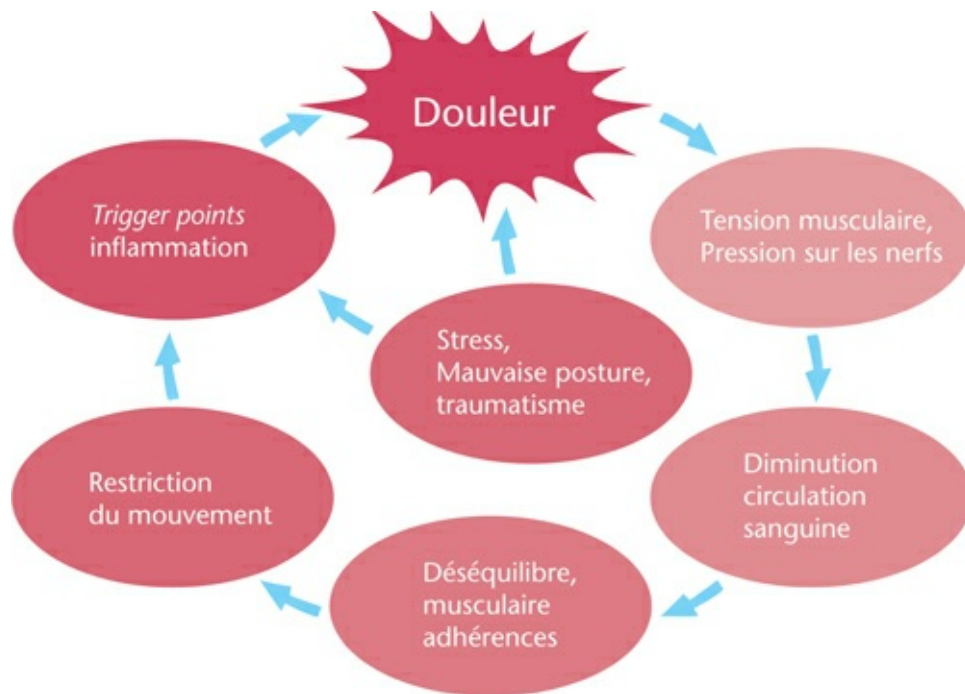 Douleur
Tension musculaire,
Pression sur les nerfs
Diminution
circulation
sanguine
Déséquilibre,
musculaire
adhérences
Restriction
du mouvement
Trigger points
inflammation
Stress,
Mauvaise posture,
traumatisme